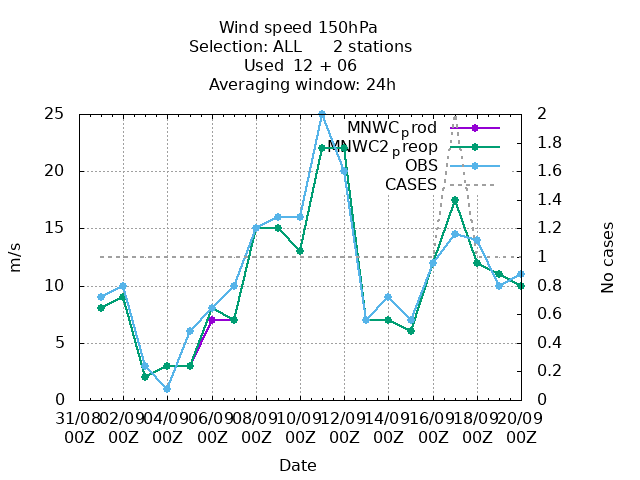 Wind speed 150hPa
Selection: ALL      2 stations
Used  12 + 06
Averaging window: 24h
25
20
15
10
5
0
m/s
2
1.8
1.6
1.4
1.2
1
0.8
0.6
0.4
0.2
0
No cases
MNWCprod
MNWC2preop
OBS
CASES
31/08 02/09 04/09 06/09 08/09 10/09 12/09 14/09 16/09 18/09 20/09
00Z 00Z 00Z 00Z 00Z 00Z 00Z 00Z 00Z 00Z 00Z
Date